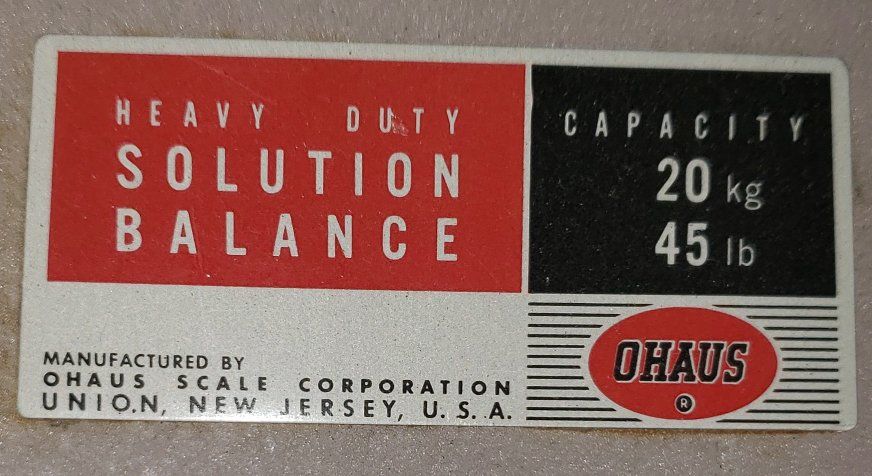 HEAVY DUTY
SOLUTION
BALANCE
CAPACITY
20 kg
45 lb
MANUFACTURED BY
OHAUS SCALE CORPORATION
UNION, NEW JERSEY, U.S.A.
OHAUS
®